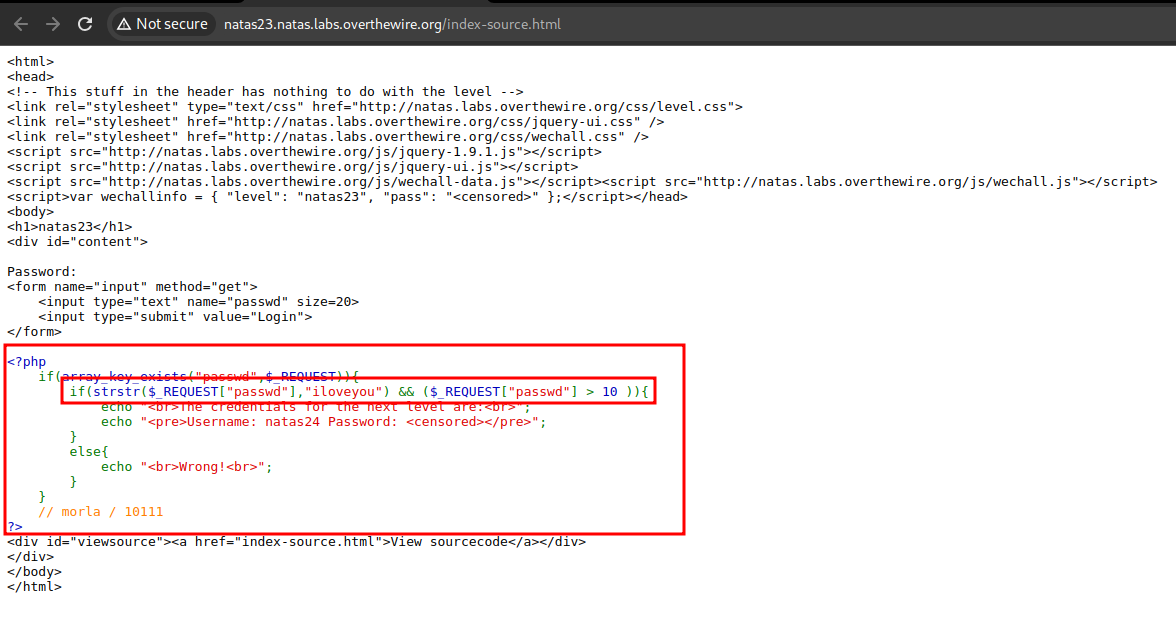 Not secure natas23.natas.labs.overthewire.org/index-source.html
<html>
<head>
<!-- This stuff in the header has nothing to do with the level -->
<link rel="stylesheet" type="text/css" href="http://natas.labs.overthewire.org/css/level.css">
<link rel="stylesheet" href="http://natas.labs.overthewire.org/css/jquery-ui.css" />
<link rel="stylesheet" href="http://natas.labs.overthewire.org/css/wechall.css" />
<script src="http://natas.labs.overthewire.org/js/jquery-1.9.1.js"></script>
<script src="http://natas.labs.overthewire.org/js/jquery-ui.js"></script>
<script src="http://natas.labs.overthewire.org/js/wechall-data.js"></script><script src="http://natas.labs.overthewire.org/js/wechall.js"></script>
<script>var wechallinfo = { "level": "natas23", "pass": "<censored>" };</script></head>
<body>
<h1>natas23</h1>
<div id="content">

Password:
<form name="input" method="get">
    <input type="text" name="passwd" size=20>
    <input type="submit" value="Login">
</form>

<?php
    if(array_key_exists("passwd",$_REQUEST)){
        if(strstr($_REQUEST["passwd"],"iloveyou") && ($_REQUEST["passwd"] > 10 )){
            echo "<br>The credentials for the next level are:<br>";
            echo "<pre>Username: natas24 Password: <censored></pre>";
        }
        else{
            echo "<br>Wrong!<br>";
        }
    }
    // morla / 10111
?>
<div id="viewsource"><a href="index-source.html">View sourcecode</a></div>
</div>
</body>
</html>